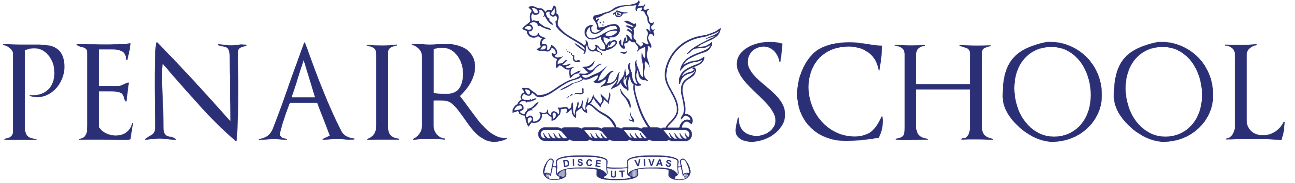 PENAIR SCHOOL
DISCE UT VIVAS